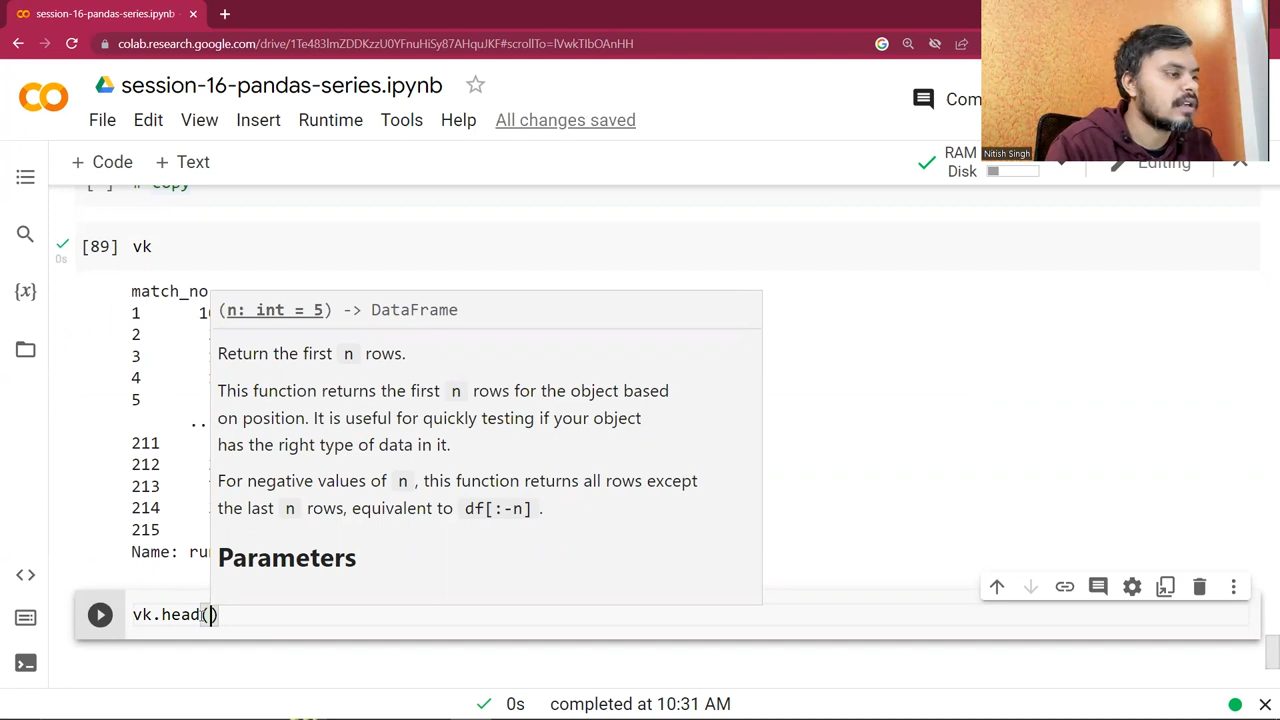 session-16-pandas-series.ipynb
colab.research.google.com/drive/1Te483lmZDDKzzU0YFnuHiSy87AHquJKF#scrollTo=lVwkTIbOAnHH
session-16-pandas-series.ipynb
File Edit View Insert Runtime Tools Help All changes saved
Com
Nitish Singh
+ Code + Text
RAM
Disk
Editing
[ ] # copy
[89] vk
0s
match_no
1 1
2
3
4
5
..
211
212
213
214
215
Name: ru
(n: int = 5) -> DataFrame
Return the first n rows.
This function returns the first n rows for the object based
on position. It is useful for quickly testing if your object
has the right type of data in it.
For negative values of n , this function returns all rows except
the last n rows, equivalent to df[:-n] .
Parameters
vk.head()
0s completed at 10:31 AM